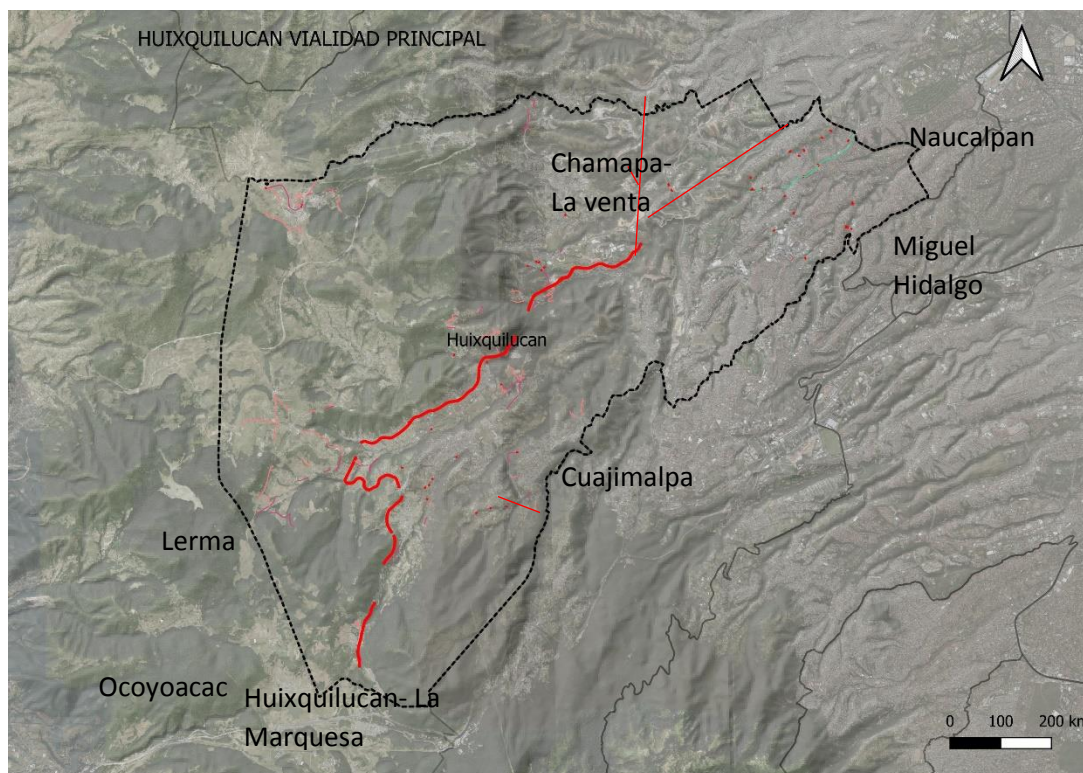 HUIXQUILUCAN VIALIDAD PRINCIPAL
Naucalpan
Chamapa-
La venta
Miguel
Hidalgo
Huixquilucan
Cuajimalpa
Lerma
Ocoyoacac
Huixquilucan- La
Marquesa
0 100 200 km